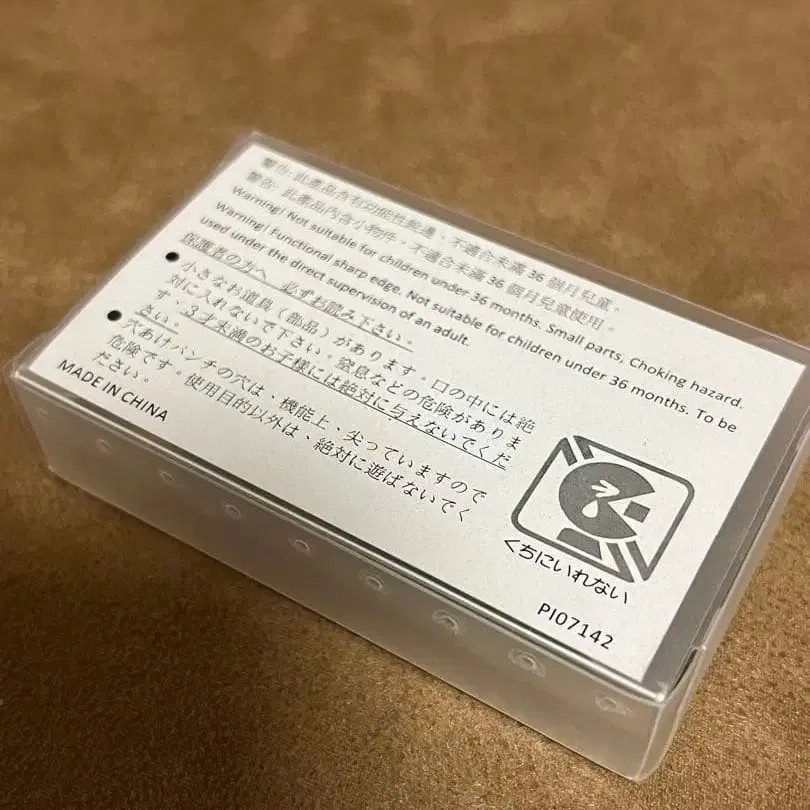 警告: 此產品含有功能性銳邊，不適合未滿 36 個月兒童。
警告: 此產品內含小物件，不適合未滿 36 個月兒童使用。
Warning! Not suitable for children under 36 months. Small parts, Choking hazard.
Warning! Functional sharp edge. Not suitable for children under 36 months. To be
used under the direct supervision of an adult.
保護者の方へ 必ずお読み下さい。
● 小さなお道具(部品)があります。口の中には絶
対に入れないで下さい。窒息などの危険がありま
す。3才未満のお子様には絶対に与えないでくだ
さい。
● 穴あけパンチの穴は、機能上、尖っていますので
危険です。使用目的以外は、絶対に遊ばないでく
ださい。
MADE IN CHINA
くちにいれない
PI07142